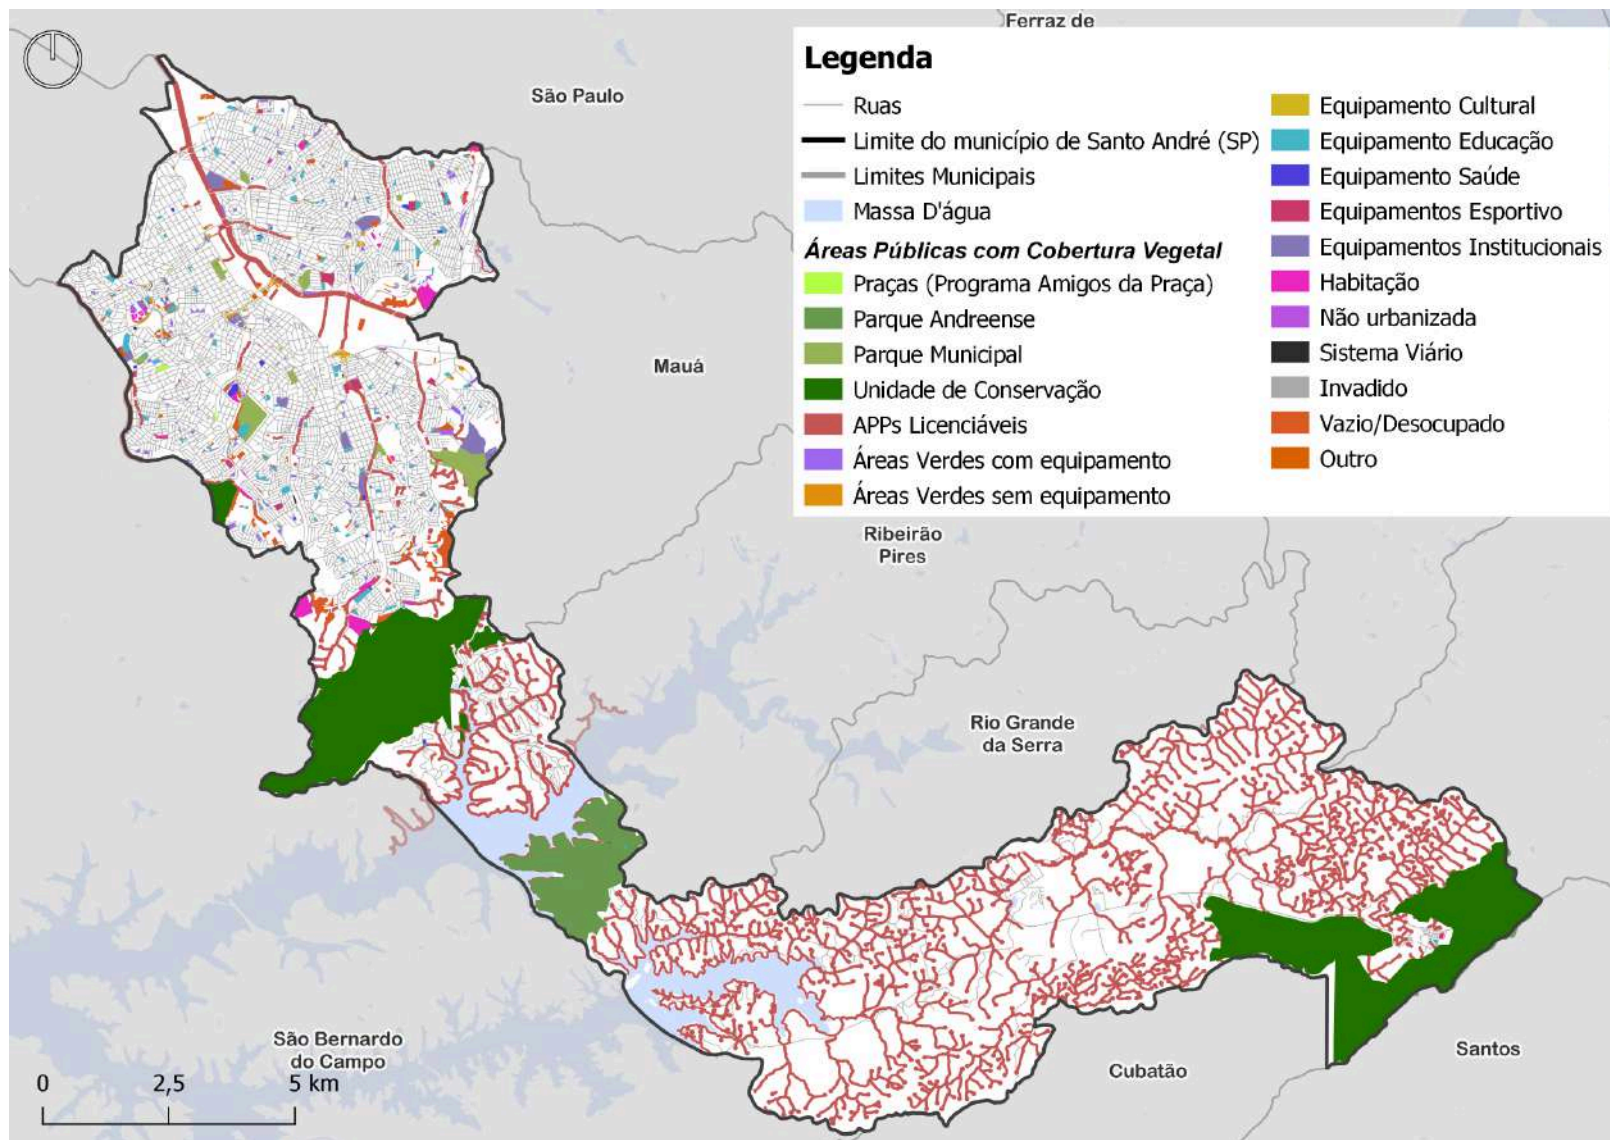 Ferraz de
São Paulo
Mauá
Ribeirão
Pires
Rio Grande
da Serra
São Bernardo
do Campo
Cubatão
Santos
0 2,5 5 km
Legenda
Ruas
Limite do município de Santo André (SP)
Limites Municipais
Massa D'água
Áreas Públicas com Cobertura Vegetal
Praças (Programa Amigos da Praça)
Parque Andreense
Parque Municipal
Unidade de Conservação
APPs Licenciáveis
Áreas Verdes com equipamento
Áreas Verdes sem equipamento
Equipamento Cultural
Equipamento Educação
Equipamento Saúde
Equipamentos Esportivo
Equipamentos Institucionais
Habitação
Não urbanizada
Sistema Viário
Invadido
Vazio/Desocupado
Outro